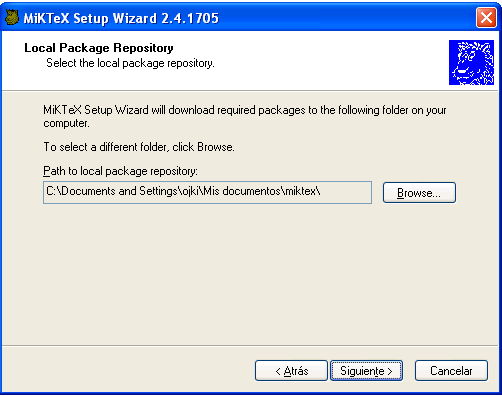 MiKTeX Setup Wizard 2.4.1705
Local Package Repository
Select the local package repository.
MiKTeX Setup Wizard will download required packages to the following folder on your
computer.
To select a different folder, click Browse.
Path to local package repository:
C:\Documents and Settings\ojki\Mis documentos\miktex\
Browse...
< Atrás
Siguiente >
Cancelar